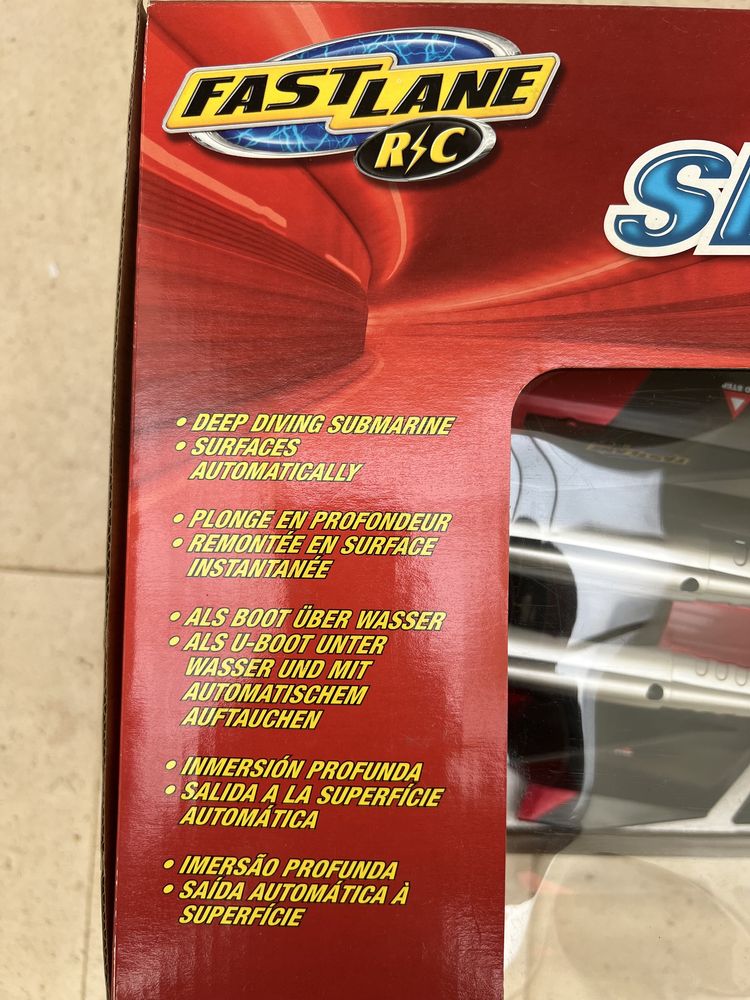 FASTLANE
R/C
• DEEP DIVING SUBMARINE
• SURFACES
AUTOMATICALLY
• PLONGE EN PROFONDEUR
• REMONTÉE EN SURFACE
INSTANTANÉE
• ALS BOOT ÜBER WASSER
• ALS U-BOOT UNTER
WASSER UND MIT
AUTOMATISCHEM
AUFTAUCHEN
• INMERSIÓN PROFUNDA
• SALIDA A LA SUPERFÍCIE
AUTOMÁTICA
• IMERSÃO PROFUNDA
• SAÍDA AUTOMÁTICA À
SUPERFÍCIE